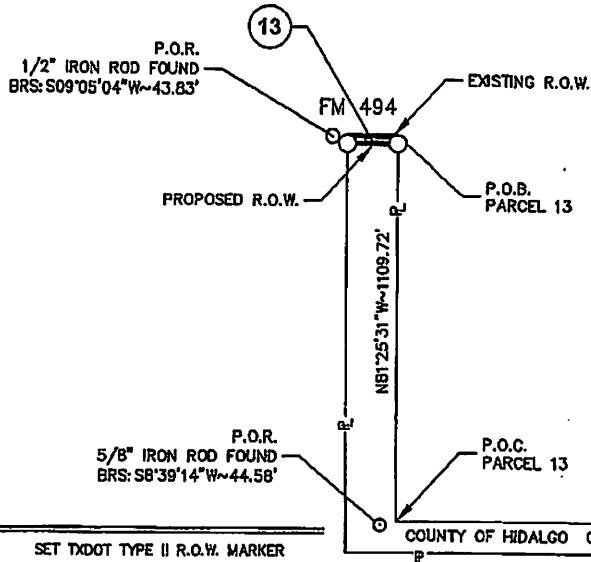 13
P.O.R.
1/2" IRON ROD FOUND
BRS: S09°05'04"W~43.83'
EXISTING R.O.W.
FM 494
PROPOSED R.O.W.
P.O.B.
PARCEL 13
PL
N81°25'31"W~1109.72'
PL
P.O.R.
5/8" IRON ROD FOUND
BRS: S8°39'14"W~44.58'
P.O.C.
PARCEL 13
COUNTY OF HIDALGO
SET TXDOT TYPE II R.O.W. MARKER